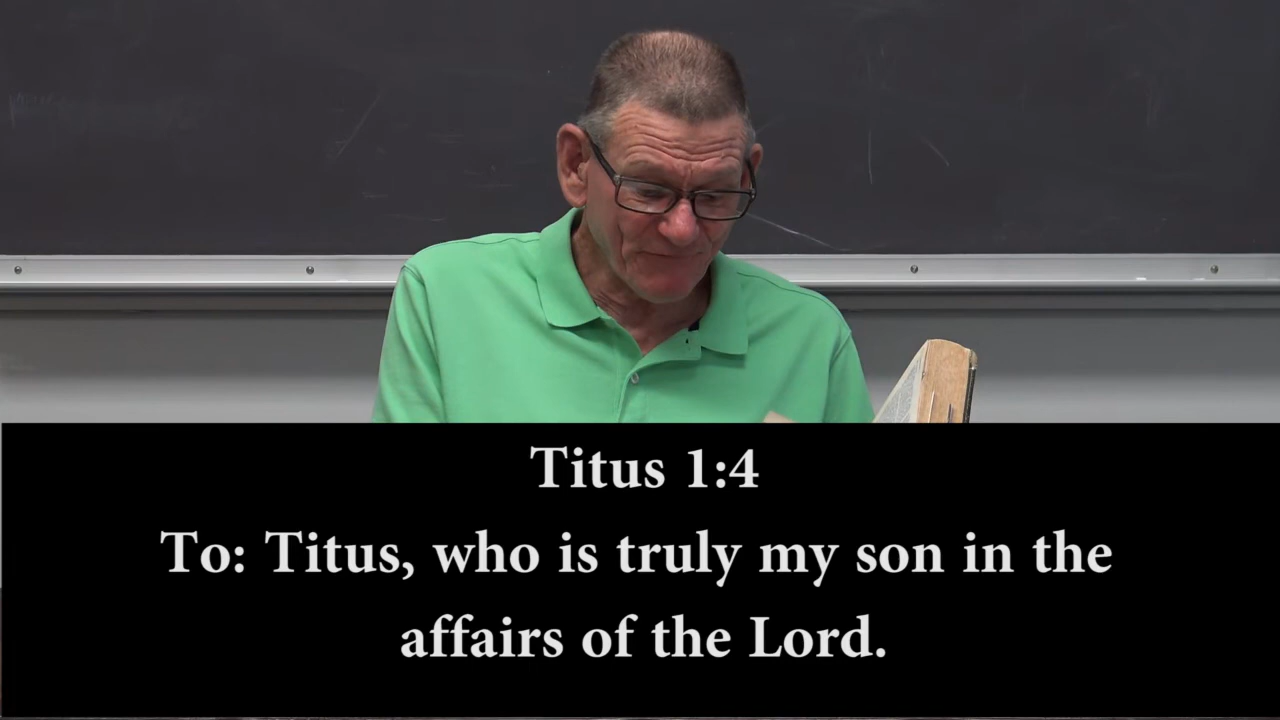 Titus 1:4
To: Titus, who is truly my son in the
affairs of the Lord.